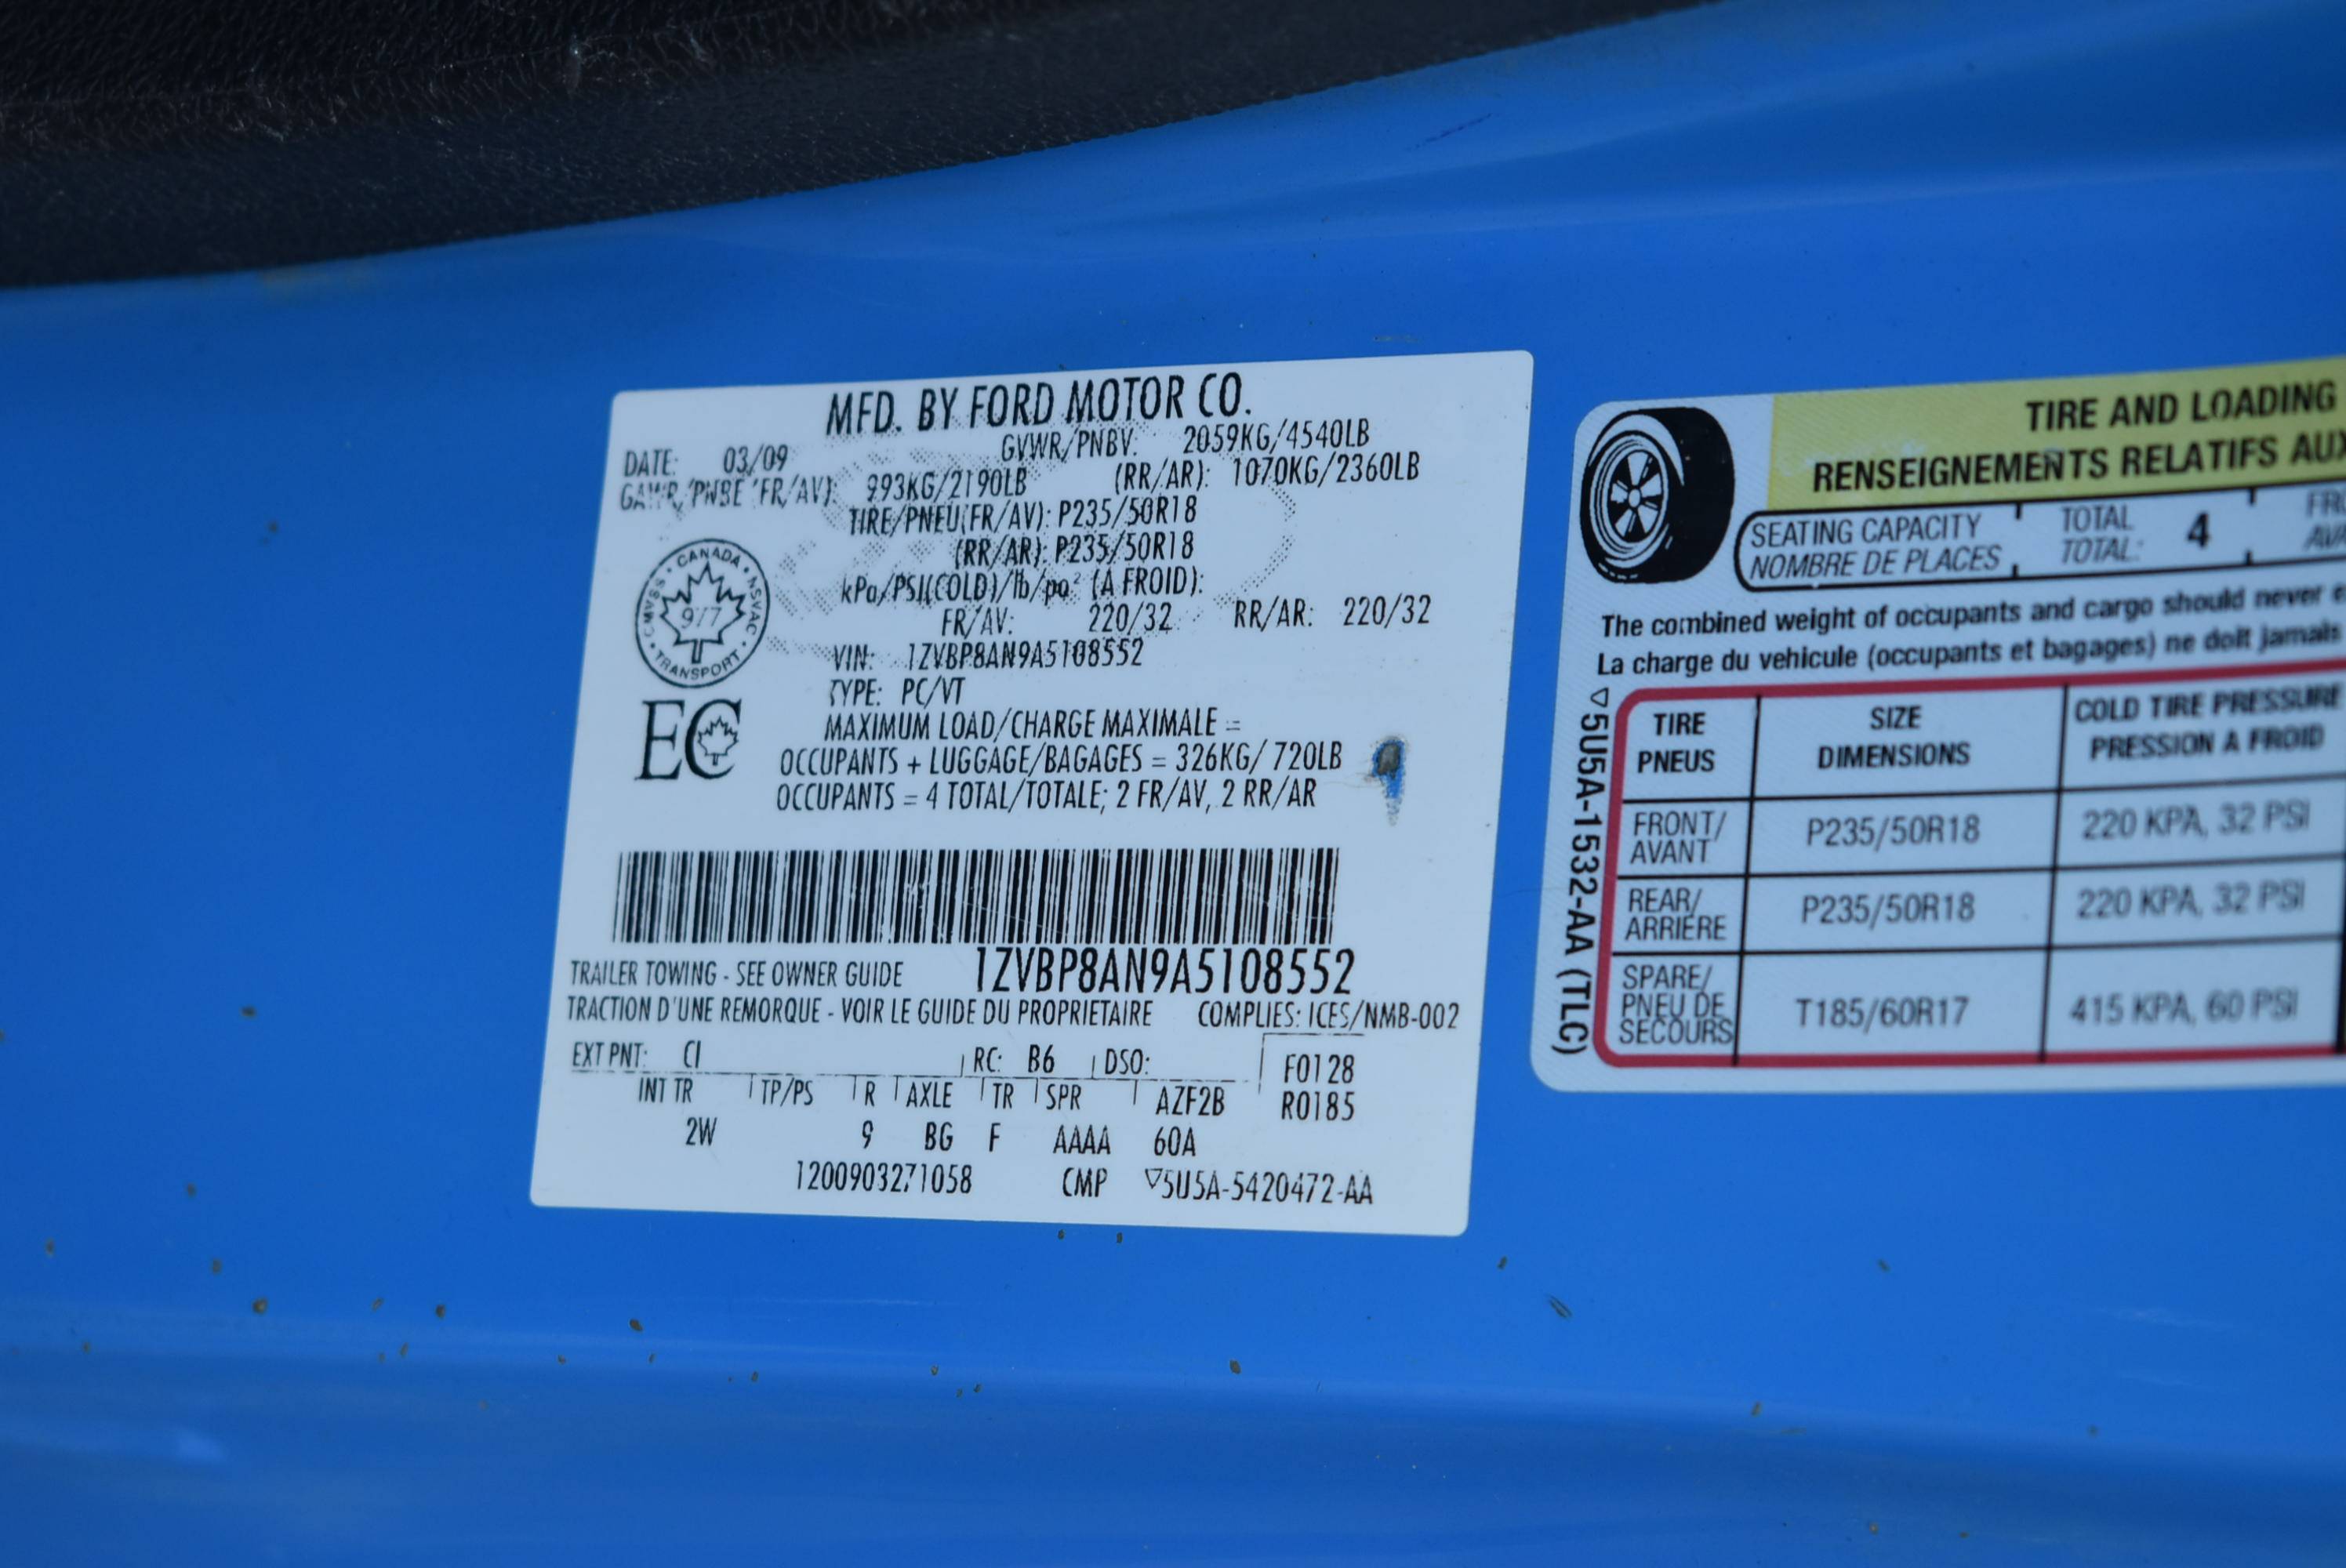 MFD. BY FORD MOTOR CO.
DATE: 03/09 GVWR/PNBV: 2059KG/4540LB
GAWR/PNBE (FR/AV): 993KG/2190LB (RR/AR): 1070KG/2360LB
TIRE/PNEU(FR/AV): P235/50R18
(RR/AR): P235/50R18
kPa/PSI(COLD)/lb/po² (A FROID):
FR/AV: 220/32 RR/AR: 220/32
VIN: 1ZVBP8AN9A5108552
TYPE: PC/VT
MAXIMUM LOAD/CHARGE MAXIMALE =
OCCUPANTS + LUGGAGE/BAGAGES = 326KG/ 720LB
OCCUPANTS = 4 TOTAL/TOTALE; 2 FR/AV, 2 RR/AR
CANADA • NSVAC • TRANSPORT • CMVSS •
977
EC
1ZVBP8AN9A5108552
TRAILER TOWING - SEE OWNER GUIDE
TRACTION D'UNE REMORQUE - VOIR LE GUIDE DU PROPRIETAIRE COMPLIES: ICES/NMB-002
EXT PNT: CI RC: B6 DSO: F0128
INT TR TP/PS R AXLE TR SPR AZF2B R0185
2W 9 BG F AAAA 60A
1200903271058 CMP ▽5U5A-5420472-AA
TIRE AND LOADING
RENSEIGNEMENTS RELATIFS AUX
SEATING CAPACITY TOTAL
NOMBRE DE PLACES TOTAL: 4
The combined weight of occupants and cargo should never
La charge du vehicule (occupants et bagages) ne doit jamais
▽5U5A-1532-AA (TLC)
TIRE SIZE COLD TIRE PRESSURE
PNEUS DIMENSIONS PRESSION A FROID
FRONT/
AVANT P235/50R18 220 KPA, 32 PSI
REAR/
ARRIERE P235/50R18 220 KPA, 32 PSI
SPARE/
PNEU DE
SECOURS T185/60R17 415 KPA, 60 PSI